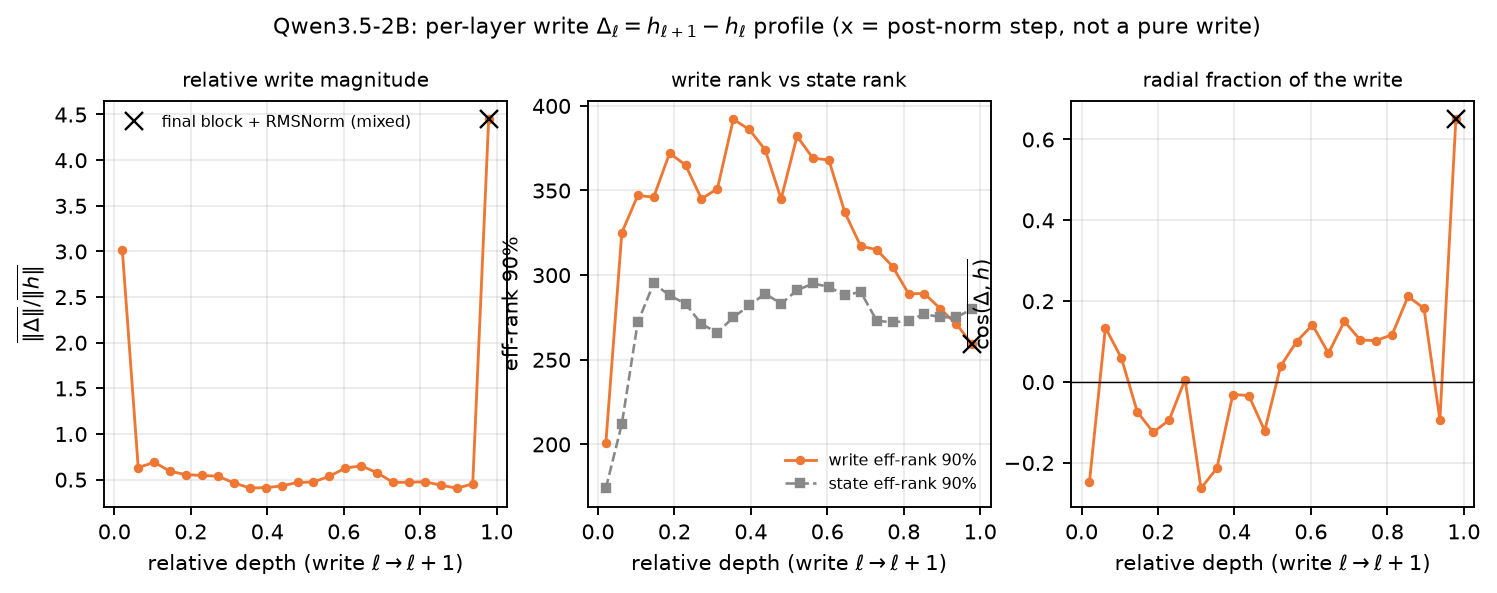 Qwen3.5-2B: per-layer write Δℓ = hℓ+1 − hℓ profile (x = post-norm step, not a pure write)
relative write magnitude
‖Δ‖/‖h‖
4.5
4.0
3.5
3.0
2.5
2.0
1.5
1.0
0.5
final block + RMSNorm (mixed)
0.0 0.2 0.4 0.6 0.8 1.0
relative depth (write ℓ → ℓ + 1)
write rank vs state rank
eff-rank 90%
400
350
300
250
200
write eff-rank 90%
state eff-rank 90%
0.0 0.2 0.4 0.6 0.8 1.0
relative depth (write ℓ → ℓ + 1)
radial fraction of the write
cos(Δ, h)
0.6
0.4
0.2
0.0
−0.2
0.0 0.2 0.4 0.6 0.8 1.0
relative depth (write ℓ → ℓ + 1)